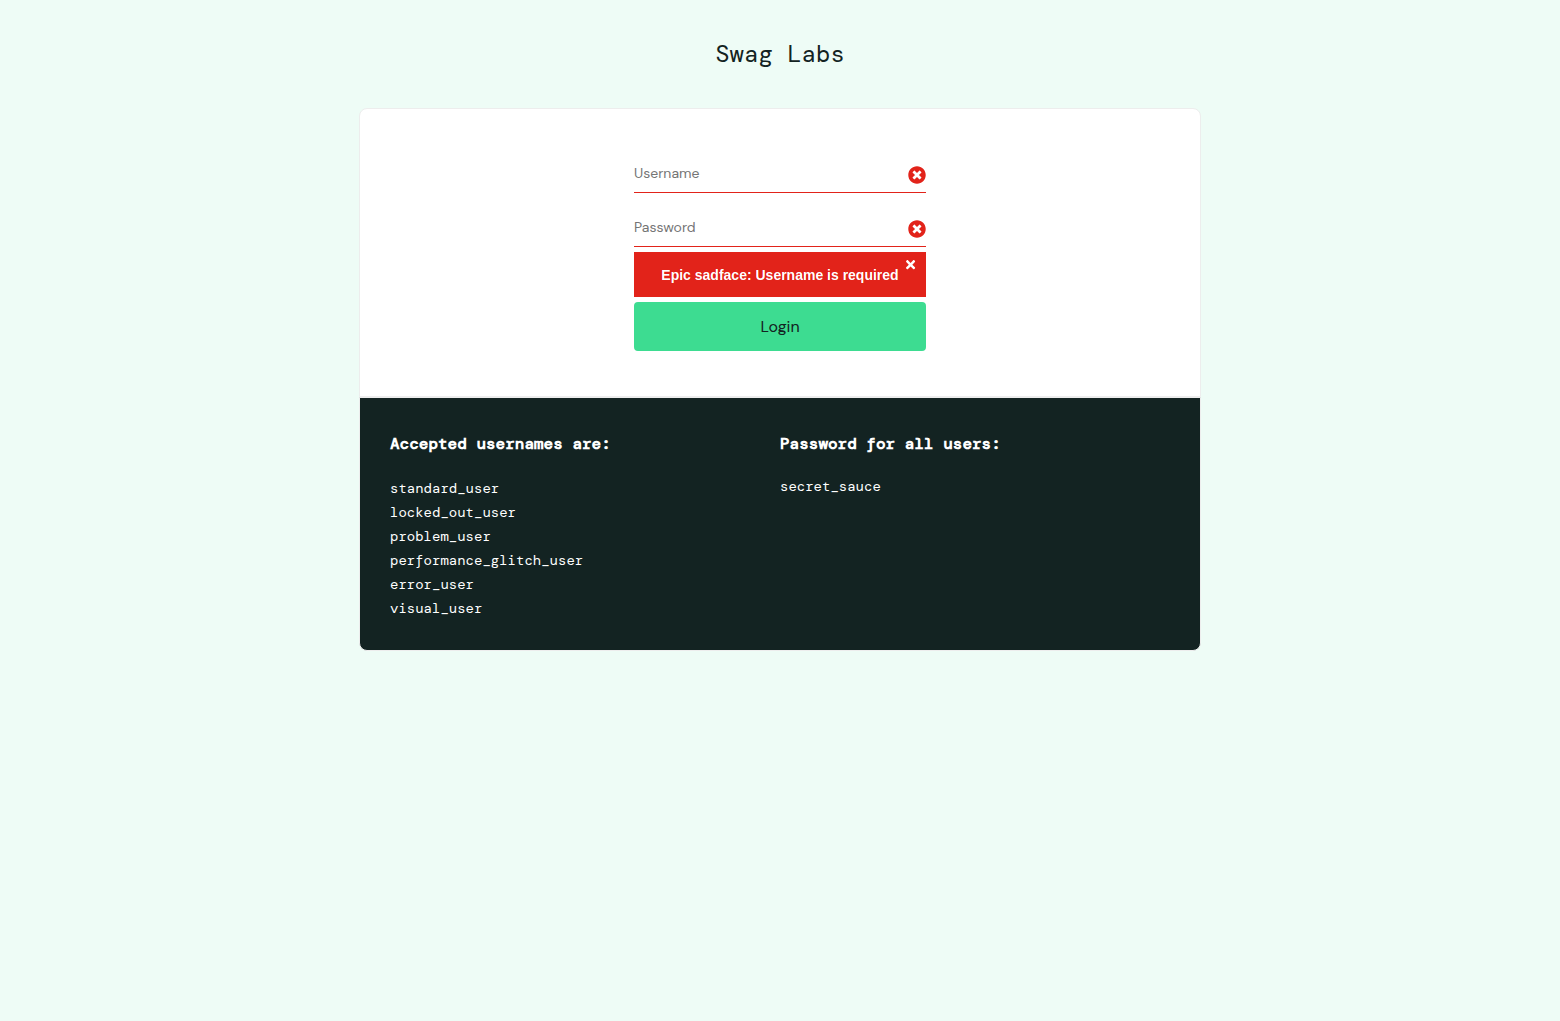 Swag Labs
Username
Password
Epic sadface: Username is required
Login
Accepted usernames are:
standard_user
locked_out_user
problem_user
performance_glitch_user
error_user
visual_user
Password for all users:
secret_sauce